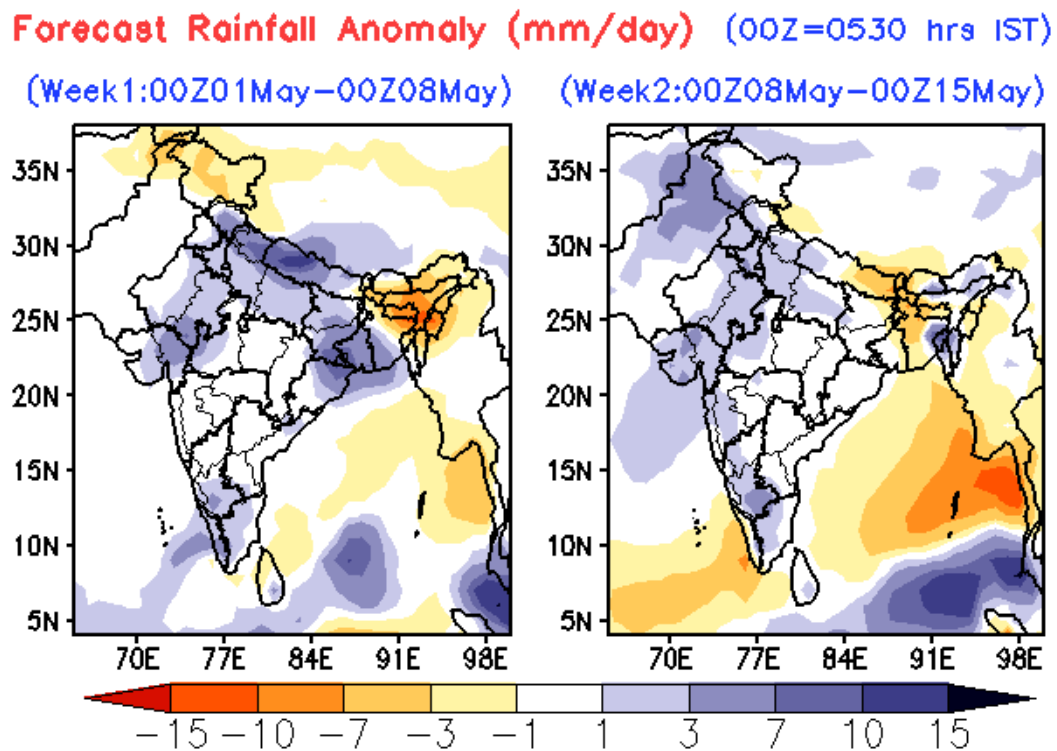 Forecast Rainfall Anomaly (mm/day) (00Z=0530 hrs IST)
(Week1:00Z01May-00Z08May) (Week2:00Z08May-00Z15May)
35N 35N
30N 30N
25N 25N
20N 20N
15N 15N
10N 10N
5N 5N
70E 77E 84E 91E 98E 70E 77E 84E 91E 98E
-15 -10 -7 -3 -1 1 3 7 10 15